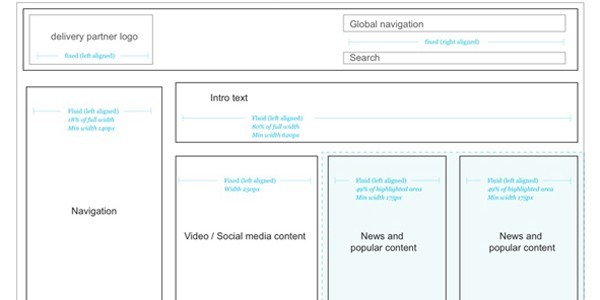 delivery partner logo
fixed (left aligned)
Global navigation
fixed (right aligned)
Search
Fluid (left aligned)
18% of full width
Min width 140px
Intro text
Fluid (left aligned)
80% of full width
Min width 620px
Fixed (left aligned)
Width 230px
Fluid (left aligned)
49% of highlighted area
Min width 175px
Fluid (left aligned)
49% of highlighted area
Min width 175px
Navigation
Video / Social media content
News and
popular content
News and
popular content